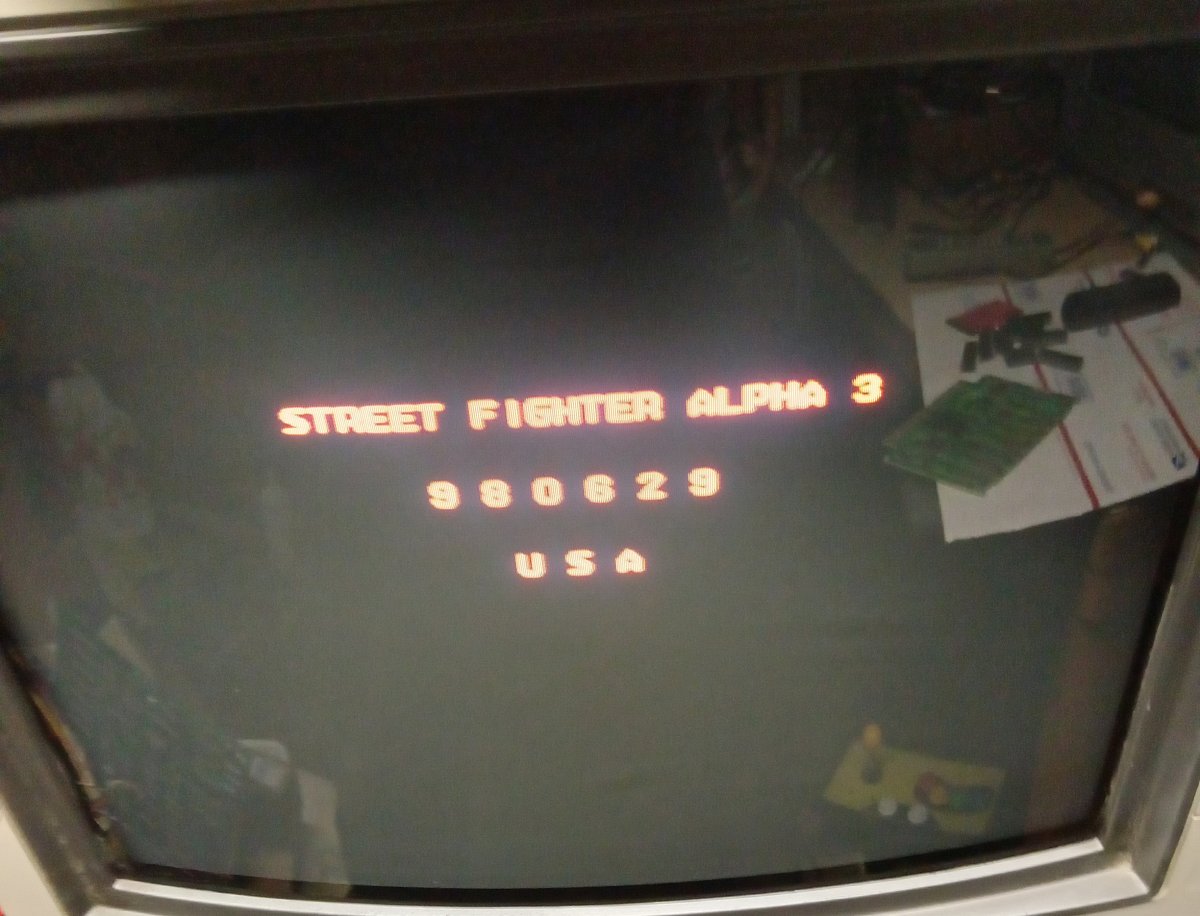 STREET FIGHTER ALPHA 3
980629
USA